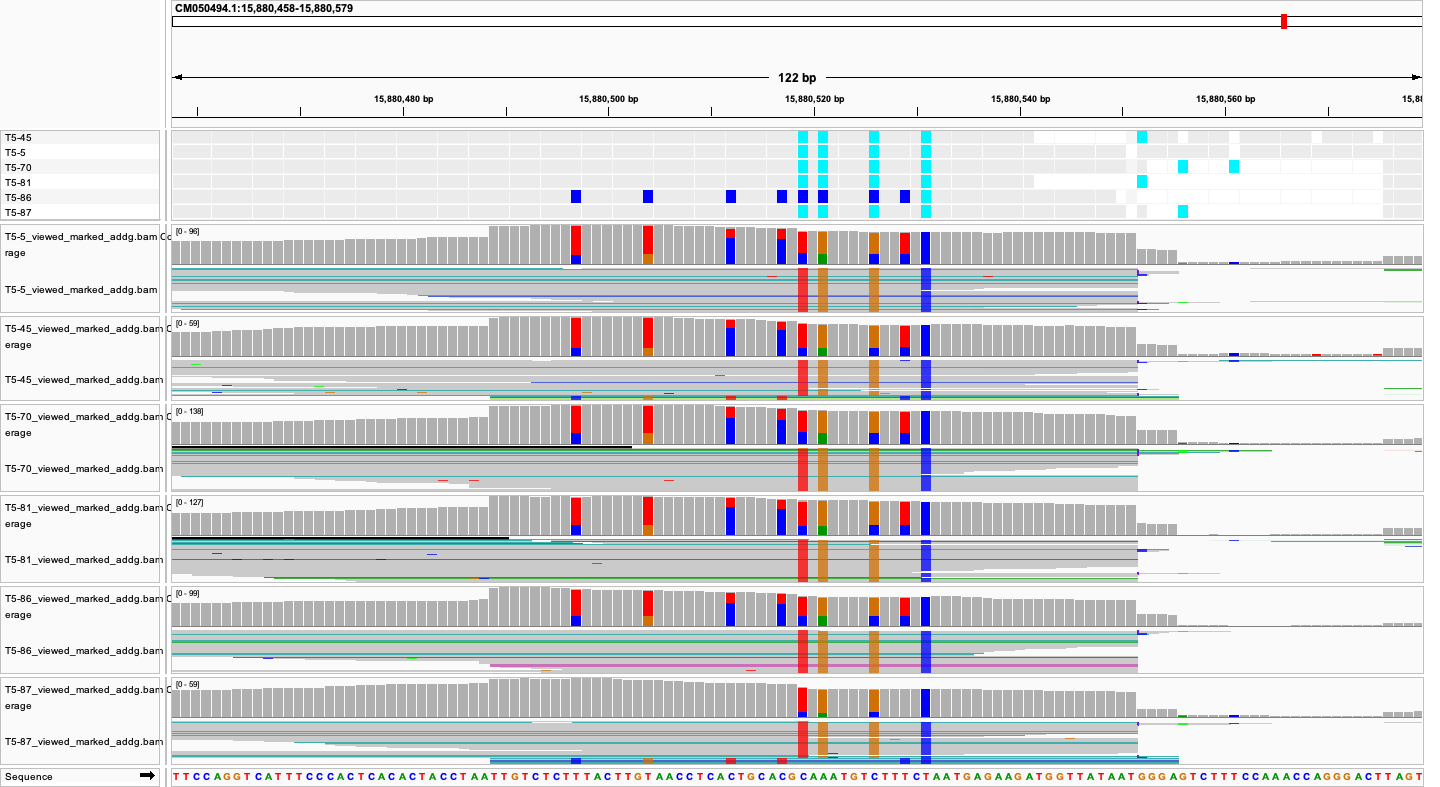 CM050494.1:15,880,458-15,880,579
122 bp
15,880,480 bp 15,880,500 bp 15,880,520 bp 15,880,540 bp 15,880,560 bp 15,88
T5-45
T5-5
T5-70
T5-81
T5-86
T5-87
T5-5_viewed_marked_addg.bam Co
rage
[0 - 96]
T5-5_viewed_marked_addg.bam
T5-45_viewed_marked_addg.bam C
erage
[0 - 59]
T5-45_viewed_marked_addg.bam
T5-70_viewed_marked_addg.bam C
erage
[0 - 138]
T5-70_viewed_marked_addg.bam
T5-81_viewed_marked_addg.bam C
erage
[0 - 127]
T5-81_viewed_marked_addg.bam
T5-86_viewed_marked_addg.bam C
erage
[0 - 99]
T5-86_viewed_marked_addg.bam
T5-87_viewed_marked_addg.bam C
erage
[0 - 59]
T5-87_viewed_marked_addg.bam
Sequence TTCCAGGTCATTTCCCACTCACACTACCTAATTGTCTCTTTACTTGTAACCTCACTGCACGCAAATGTCTTTCTAATGAGAAGATGGTTATAATGGGAGTCTTTCCAAACCAGGGACTTAGT